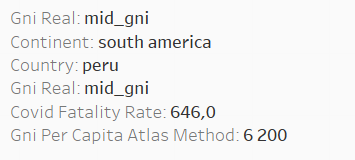 Gni Real: mid_gni
Continent: south america
Country: peru
Gni Real: mid_gni
Covid Fatality Rate: 646,0
Gni Per Capita Atlas Method: 6 200